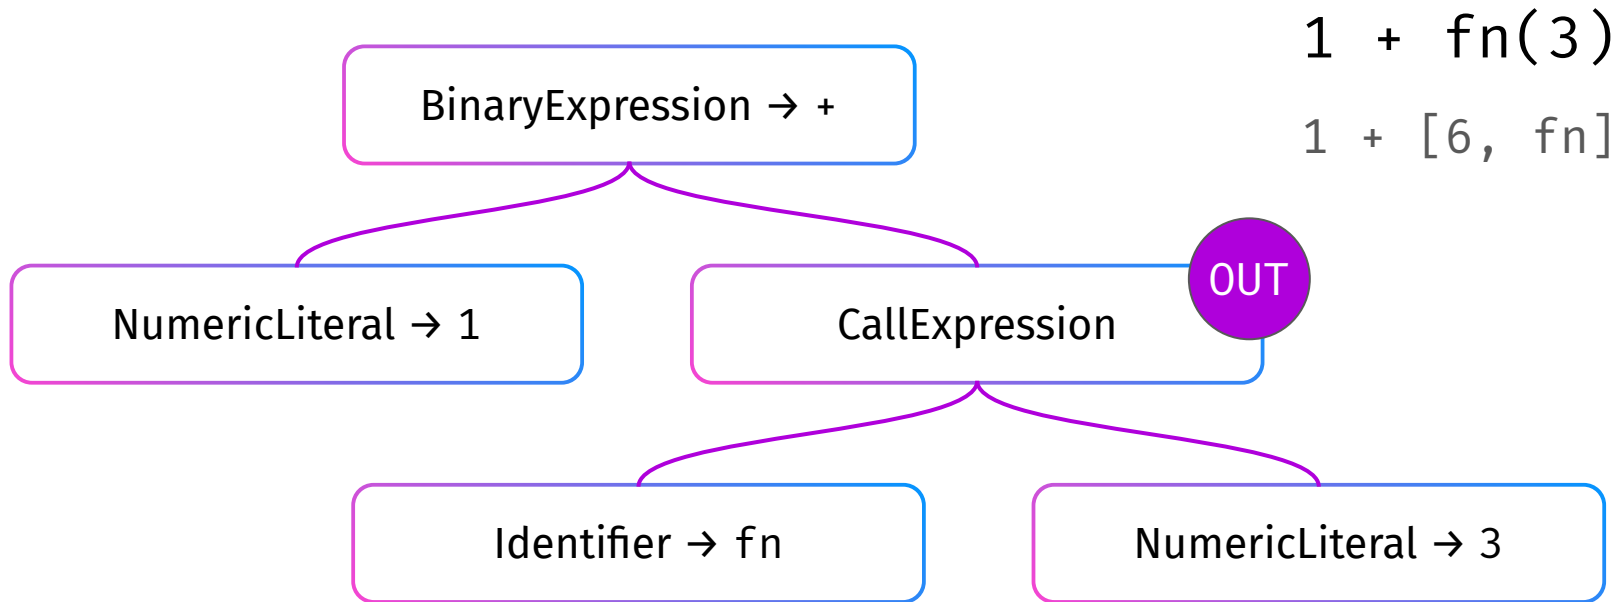 1 + fn(3)
BinaryExpression → +
1 + [6, fn]
OUT
NumericLiteral → 1
CallExpression
Identifier → fn
NumericLiteral → 3